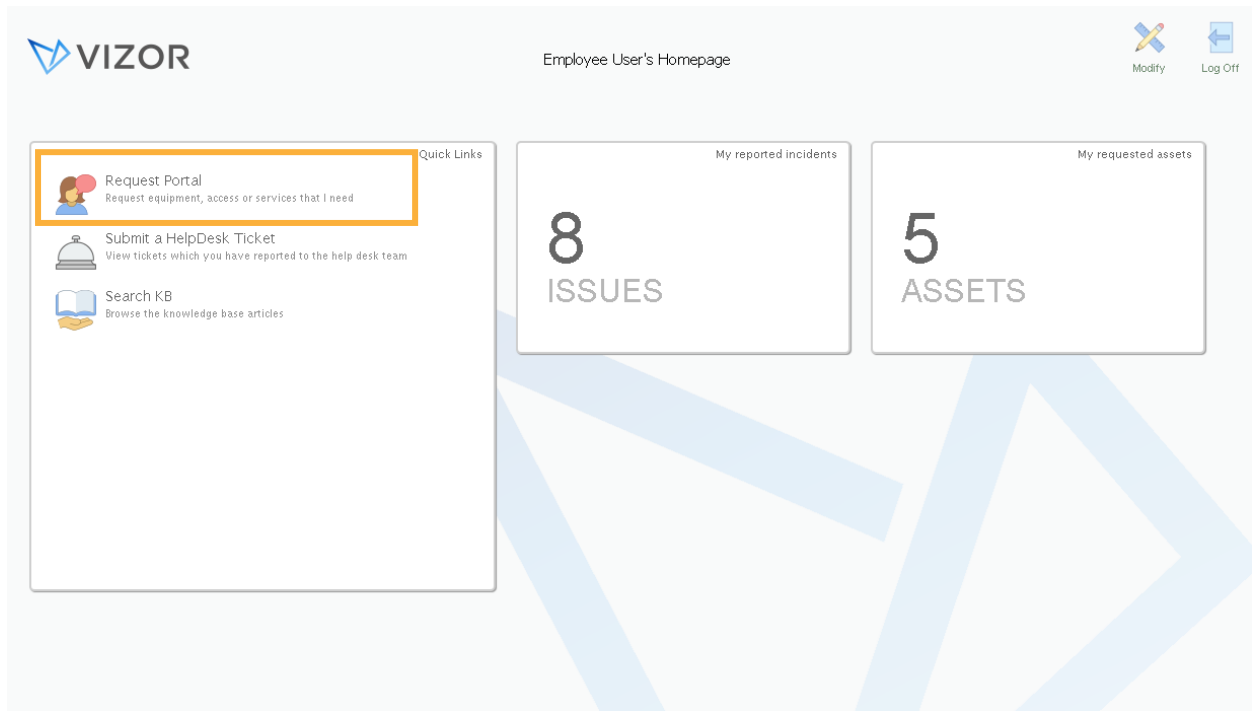 VIZOR
Employee User's Homepage
Modify
Log Off
Quick Links
Request Portal
Request equipment, access or services that I need
Submit a HelpDesk Ticket
View tickets which you have reported to the help desk team
Search KB
Browse the knowledge base articles
My reported incidents
8
ISSUES
My requested assets
5
ASSETS